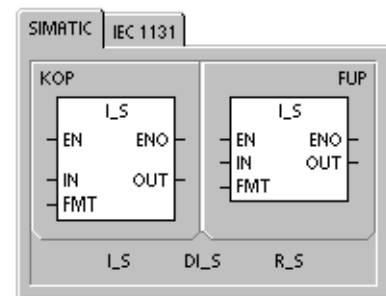 SIMATIC IEC 1131
KOP FUP
I_S I_S
EN ENO EN ENO
IN OUT IN OUT
FMT FMT
I_S DI_S R_S